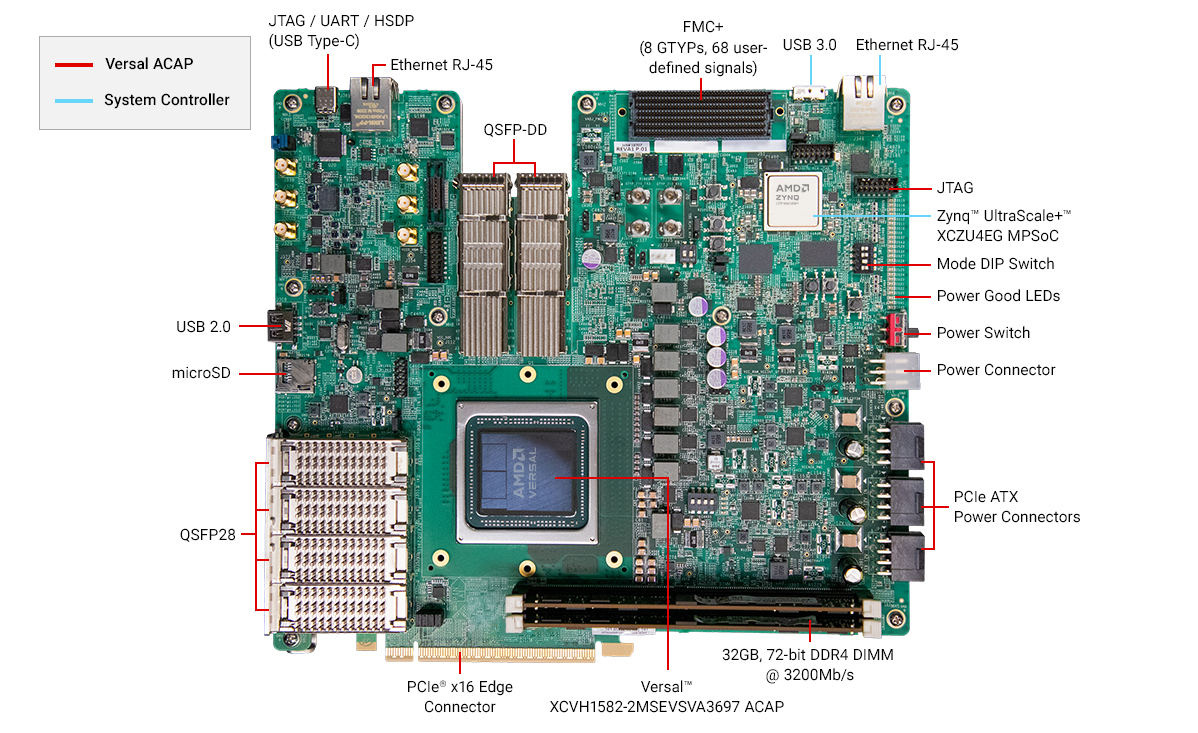 JTAG / UART / HSDP
(USB Type-C)
Ethernet RJ-45
FMC+
(8 GTYPs, 68 user-
defined signals)
USB 3.0
Ethernet RJ-45
Versal ACAP
System Controller
QSFP-DD
JTAG
AMD
ZYNQ
Zynq™ UltraScale+™
XCZU4EG MPSoC
Mode DIP Switch
Power Good LEDs
USB 2.0
Power Switch
microSD
Power Connector
AMD
VERSAL
PCIe ATX
Power Connectors
QSFP28
32GB, 72-bit DDR4 DIMM
@ 3200Mb/s
PCIe® x16 Edge
Connector
Versal™
XCVH1582-2MSEVSVA3697 ACAP